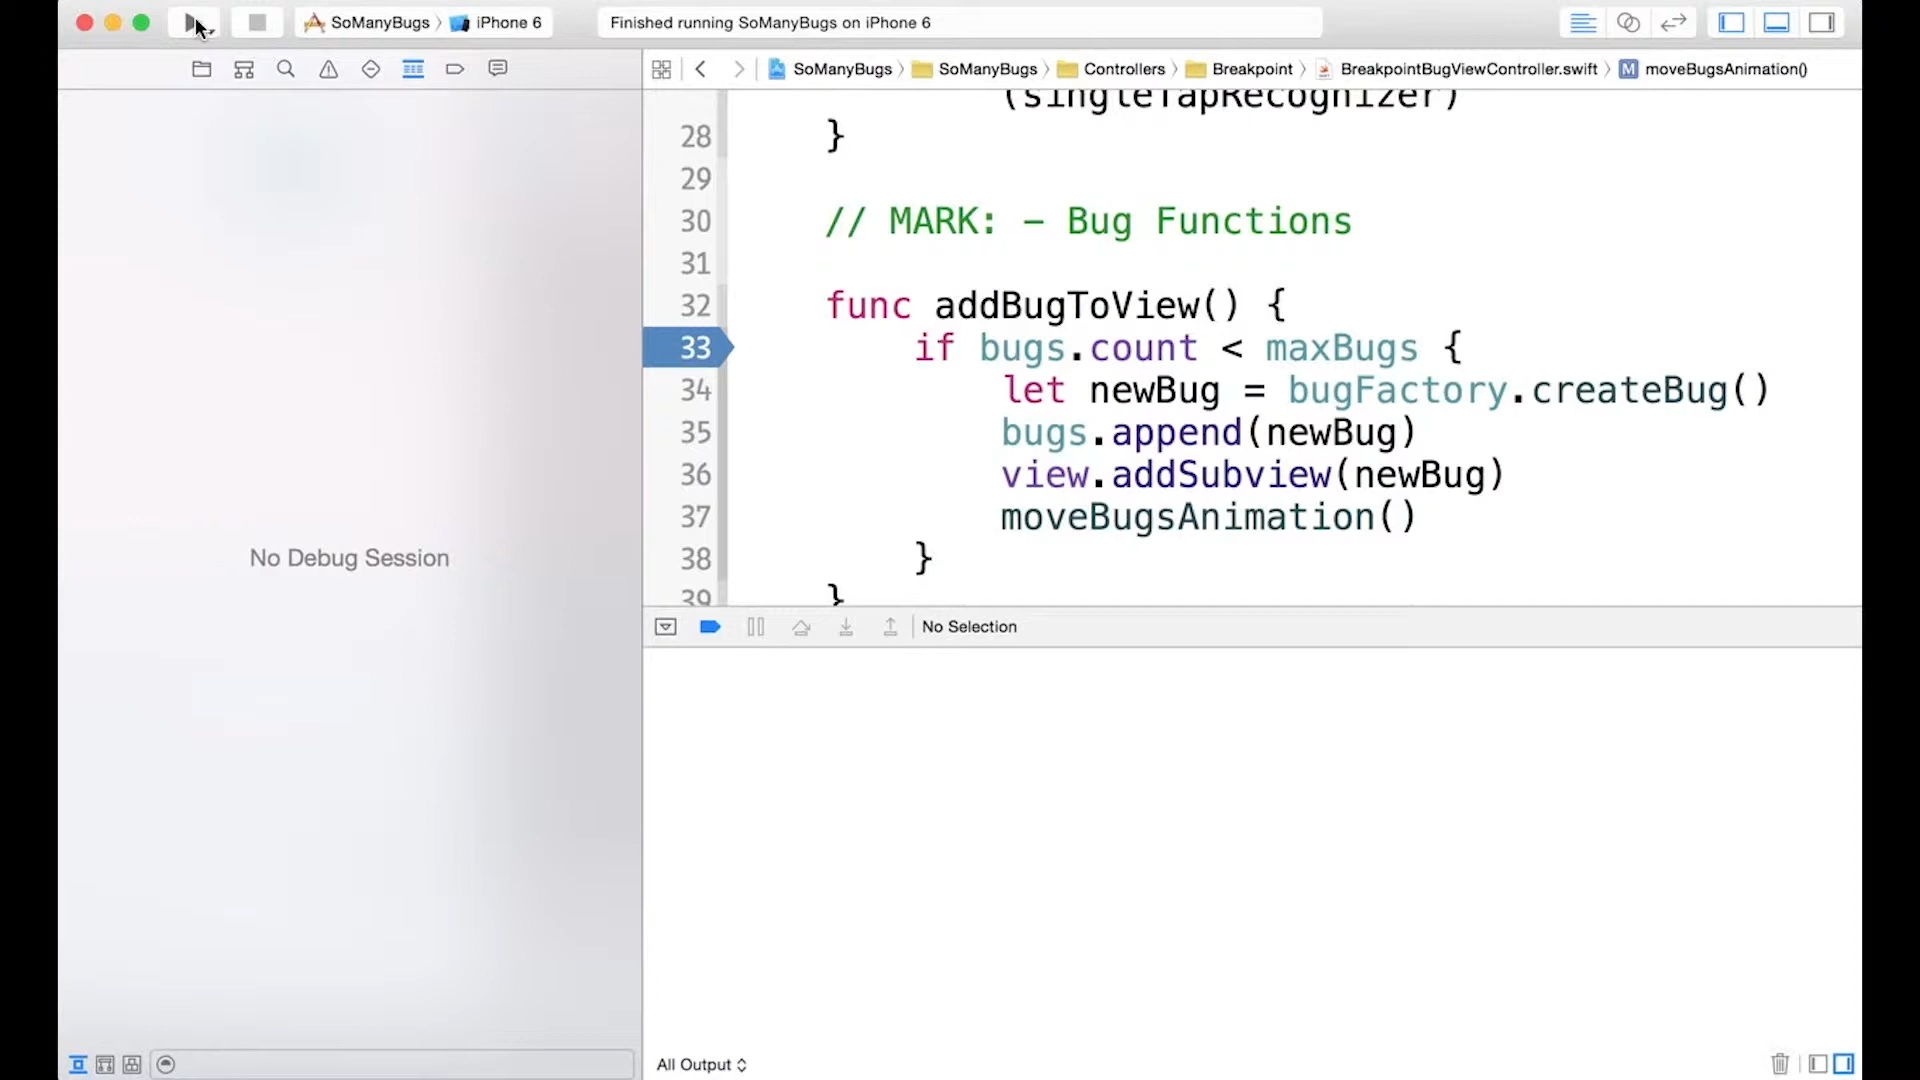 SoManyBugs 〉 iPhone 6
Finished running SoManyBugs on iPhone 6
SoManyBugs 〉 SoManyBugs 〉 Controllers 〉 Breakpoint 〉 BreakpointBugViewController.swift 〉 M moveBugsAnimation()
(singleTapRecognizer)
28 }
29
30 // MARK: - Bug Functions
31
32 func addBugToView() {
33 if bugs.count < maxBugs {
34 let newBug = bugFactory.createBug()
35 bugs.append(newBug)
36 view.addSubview(newBug)
37 moveBugsAnimation()
38 }
39 }
No Debug Session
No Selection
All Output